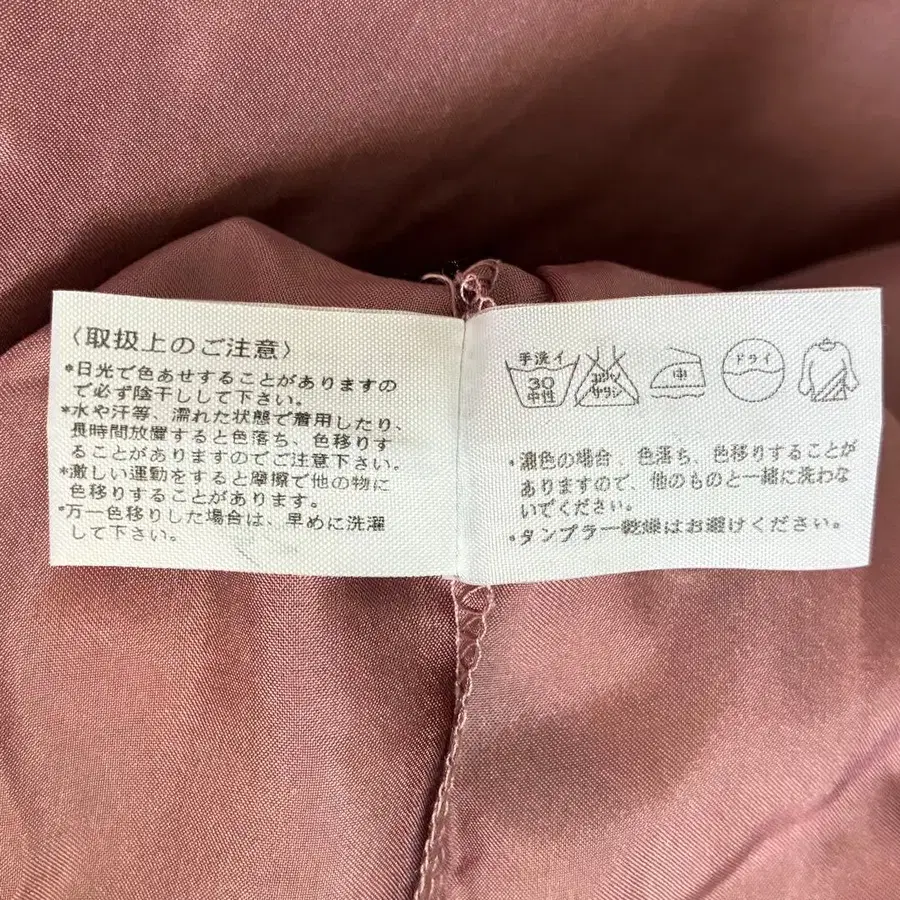 〈取扱上のご注意〉
*日光で色あせすることがありますの
で必ず陰干しして下さい。
*水や汗等、濡れた状態で着用したり、
長時間放置すると色落ち、色移りす
ることがありますのでご注意下さい。
*激しい運動をすると摩擦で他の物に
色移りすることがあります。
*万一色移りした場合は、早めに洗濯
して下さい。
手洗イ
30
中性
エンソ
サラシ
中
ドライ
・濃色の場合、色落ち、色移りすることが
ありますので、他のものと一緒に洗わな
いでください。
・タンブラー乾燥はお避けください。